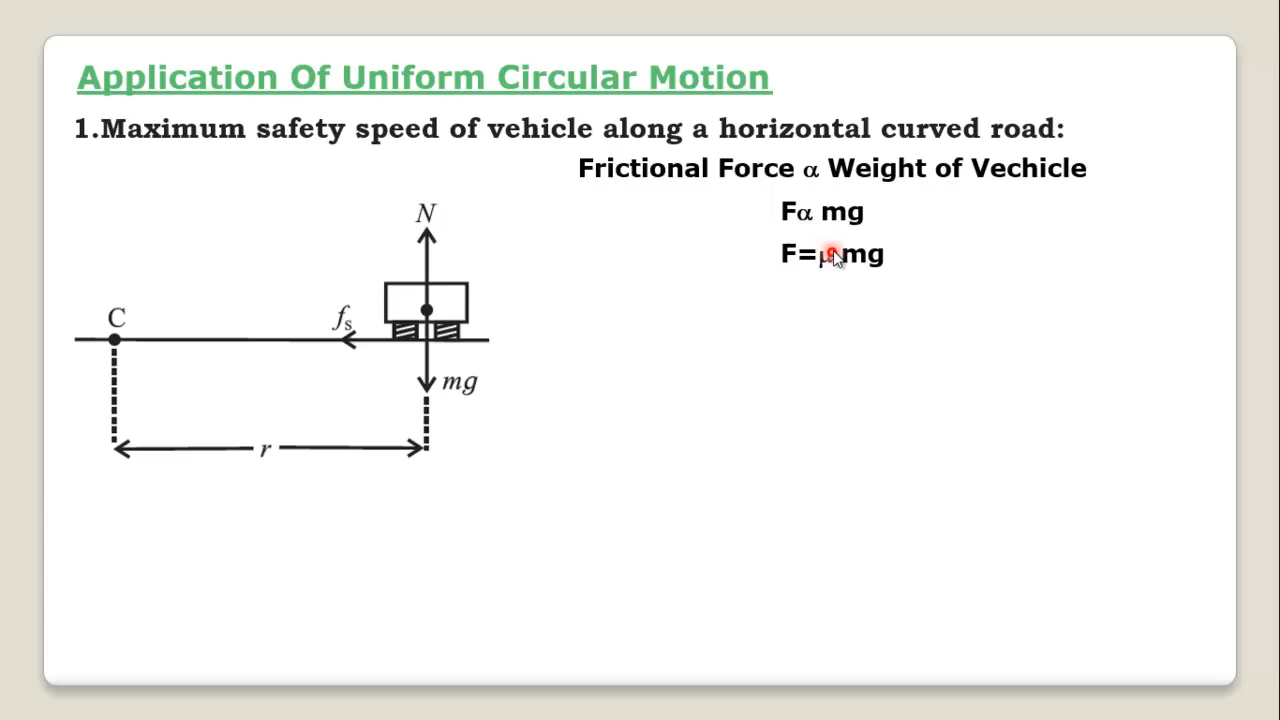 Application Of Uniform Circular Motion
1.Maximum safety speed of vehicle along a horizontal curved road:
Frictional Force α Weight of Vechicle
Fα mg
F=μ mg
N
C
fs
mg
r